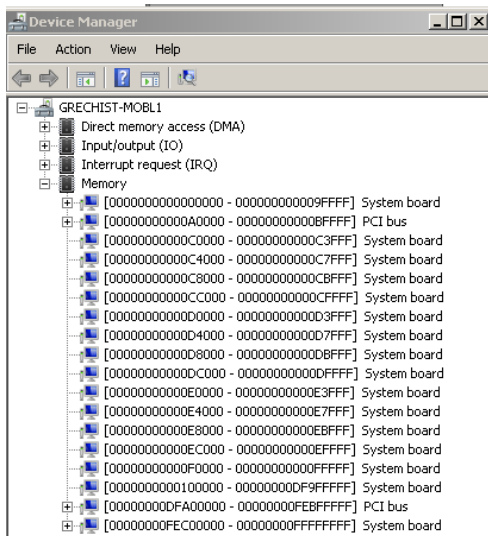 Device Manager
File Action View Help
GRECHIST-MOBL1
Direct memory access (DMA)
Input/output (IO)
Interrupt request (IRQ)
Memory
[0000000000000000 - 000000000009FFFF] System board
[00000000000A0000 - 00000000000BFFFF] PCI bus
[00000000000C0000 - 00000000000C3FFF] System board
[00000000000C4000 - 00000000000C7FFF] System board
[00000000000C8000 - 00000000000CBFFF] System board
[00000000000CC000 - 00000000000CFFFF] System board
[00000000000D0000 - 00000000000D3FFF] System board
[00000000000D4000 - 00000000000D7FFF] System board
[00000000000D8000 - 00000000000DBFFF] System board
[00000000000DC000 - 00000000000DFFFF] System board
[00000000000E0000 - 00000000000E3FFF] System board
[00000000000E4000 - 00000000000E7FFF] System board
[00000000000E8000 - 00000000000EBFFF] System board
[00000000000EC000 - 00000000000EFFFF] System board
[00000000000F0000 - 00000000000FFFFF] System board
[0000000000100000 - 00000000DF9FFFFF] System board
[00000000DFA00000 - 00000000FEBFFFFF] PCI bus
[00000000FEC00000 - 00000000FFFFFFFF] System board